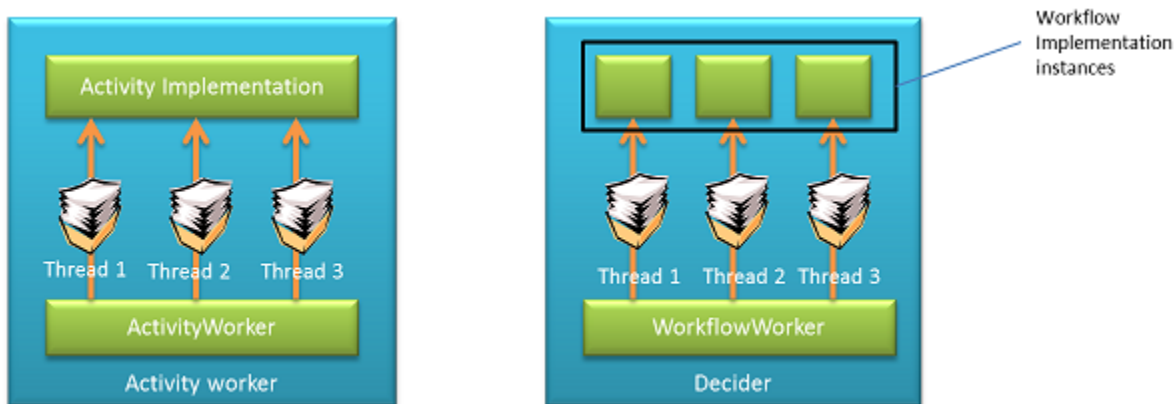 Activity Implementation
Thread 1 Thread 2 Thread 3
ActivityWorker
Activity worker
Workflow
Implementation
instances
Thread 1 Thread 2 Thread 3
WorkflowWorker
Decider